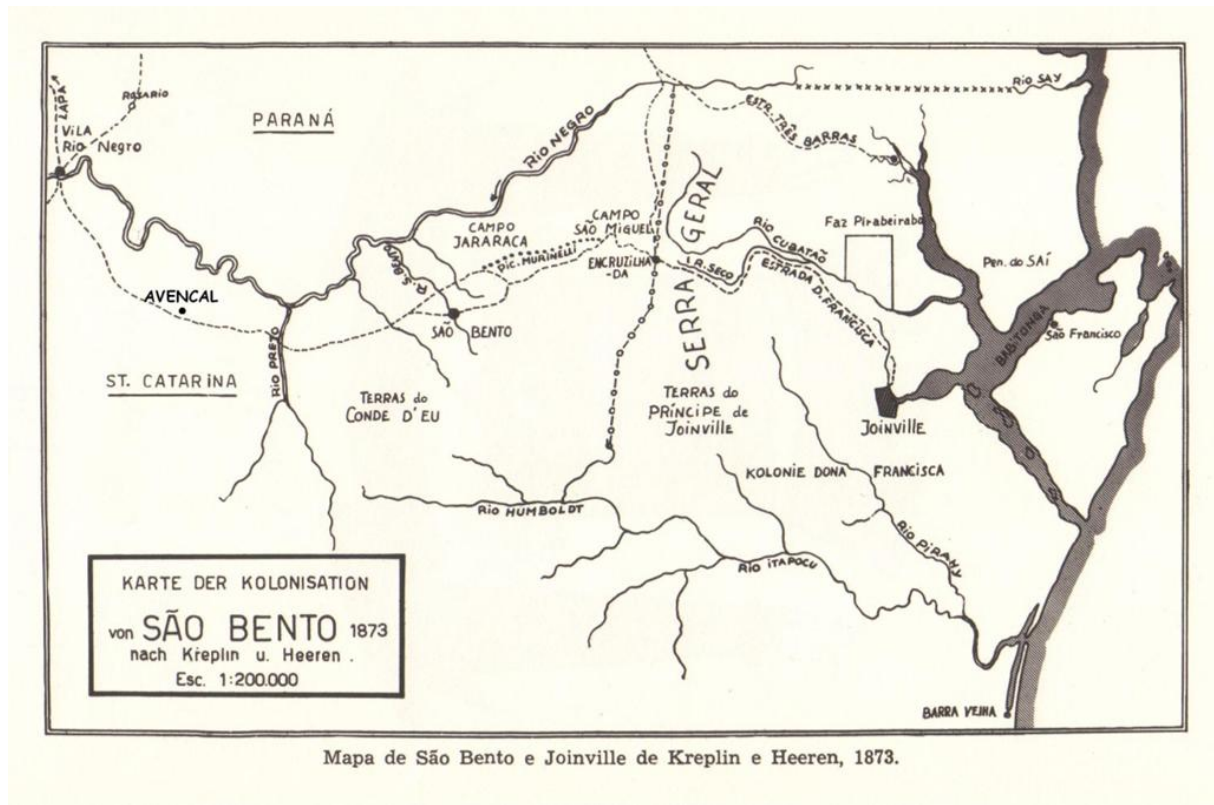 LAPA
ROSARIO
VILA
Rio Negro
PARANÁ
RIO NEGRO
ESTR. TRÊS BARRAS
RIO SAY
CAMPO
JARARACA
CAMPO
SÃO MIGUEL
PIC. MURINELLI
ENCRUZILHA
-DA
SERRA GERAL
RIO CUBATÃO
Faz Pirabeiraba
I.R. SECO
ESTRADA D. FRANCISCA
Pen. do SAÍ
BABITONGA
São Francisco
AVENCAL
R. S. BENTO
SÃO BENTO
RIO PRETO
ST. CATARINA
TERRAS do
CONDE D'EU
TERRAS do
PRÍNCIPE de
JOINVILLE
JOINVILLE
KOLONIE DONA FRANCISCA
RIO HUMBOLDT
RIO ITAPOCU
RIO PIRAHY
BARRA VELHA
KARTE DER KOLONISATION
von SÃO BENTO 1873
nach Kreplin u. Heeren.
Esc. 1:200.000
Mapa de São Bento e Joinville de Kreplin e Heeren, 1873.